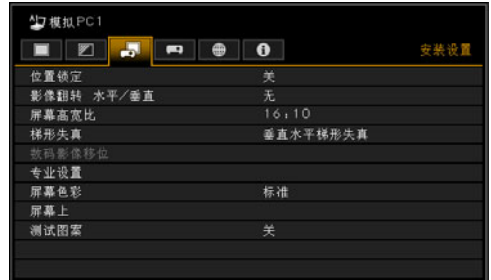 模拟PC1
安装设置
位置锁定 关
影像翻转 水平/垂直 无
屏幕高宽比 16:10
梯形失真 垂直水平梯形失真
数码影像移位
专业设置
屏幕色彩 标准
屏幕上
测试图案 关